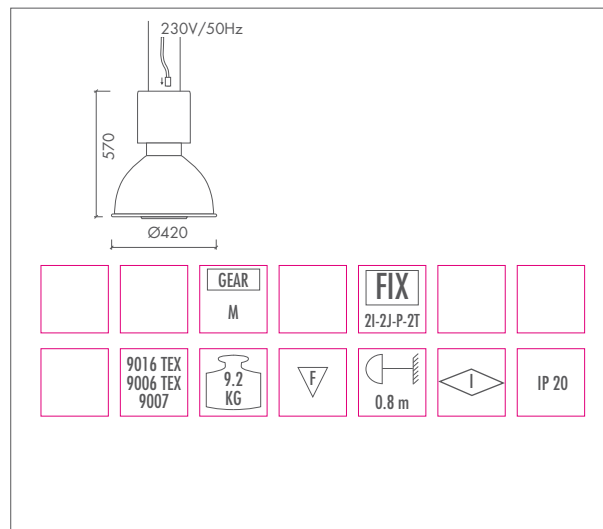 230V/50Hz
570
Ø420
GEAR
M
FIX
2I-2J-P-2T
9016 TEX
9006 TEX
9007
9.2
KG
F
0.8 m
I
IP 20